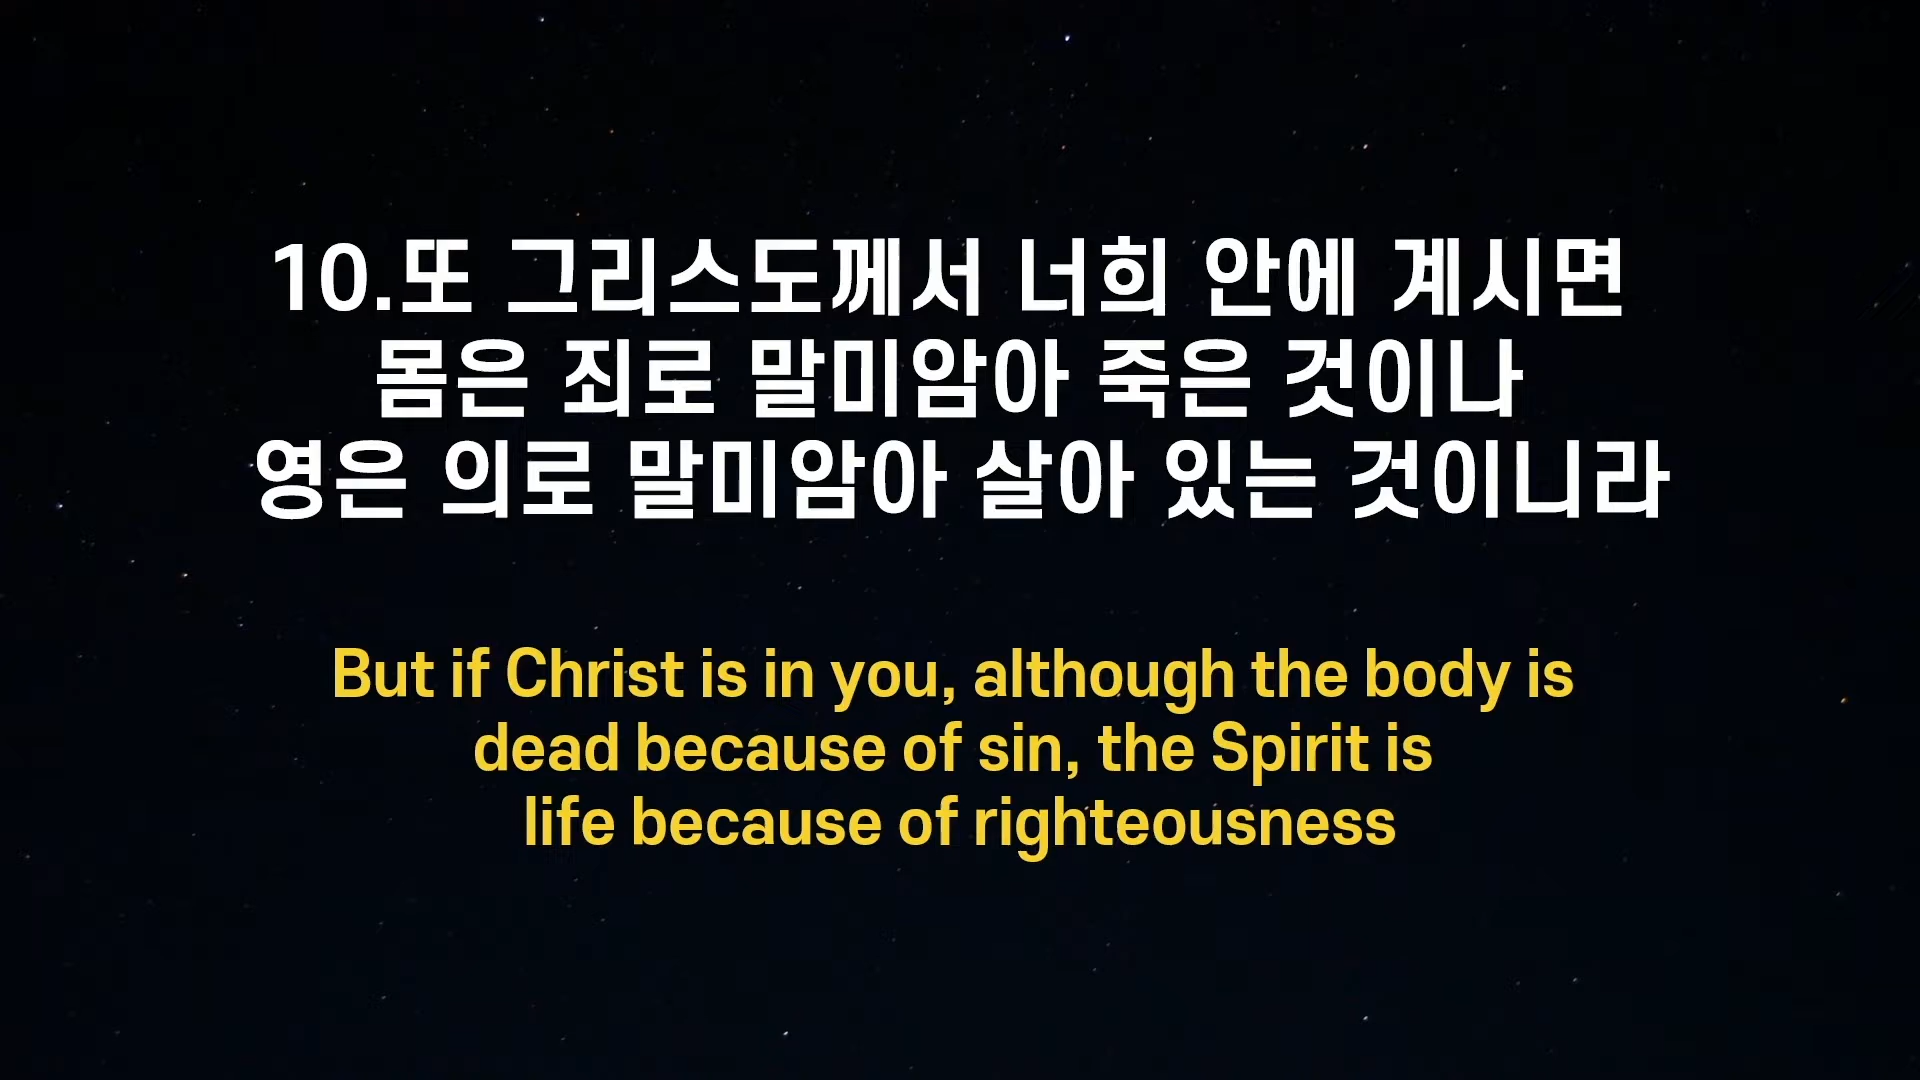 10.또 그리스도께서 너희 안에 계시면
몸은 죄로 말미암아 죽은 것이나
영은 의로 말미암아 살아 있는 것이니라
But if Christ is in you, although the body is
dead because of sin, the Spirit is
life because of righteousness